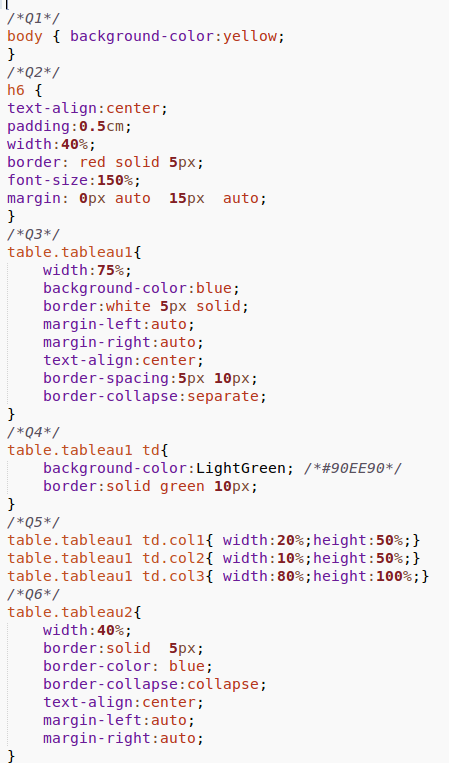 /*Q1*/
body { background-color:yellow;
}
/*Q2*/
h6 {
text-align:center;
padding:0.5cm;
width:40%;
border: red solid 5px;
font-size:150%;
margin: 0px auto  15px  auto;
}
/*Q3*/
table.tableau1{
    width:75%;
    background-color:blue;
    border:white 5px solid;
    margin-left:auto;
    margin-right:auto;
    text-align:center;
    border-spacing:5px 10px;
    border-collapse:separate;
}
/*Q4*/
table.tableau1 td{
    background-color:LightGreen; /*#90EE90*/
    border:solid green 10px;
}
/*Q5*/
table.tableau1 td.col1{ width:20%;height:50%;}
table.tableau1 td.col2{ width:10%;height:50%;}
table.tableau1 td.col3{ width:80%;height:100%;}
/*Q6*/
table.tableau2{
    width:40%;
    border:solid  5px;
    border-color: blue;
    border-collapse:collapse;
    text-align:center;
    margin-left:auto;
    margin-right:auto;
}